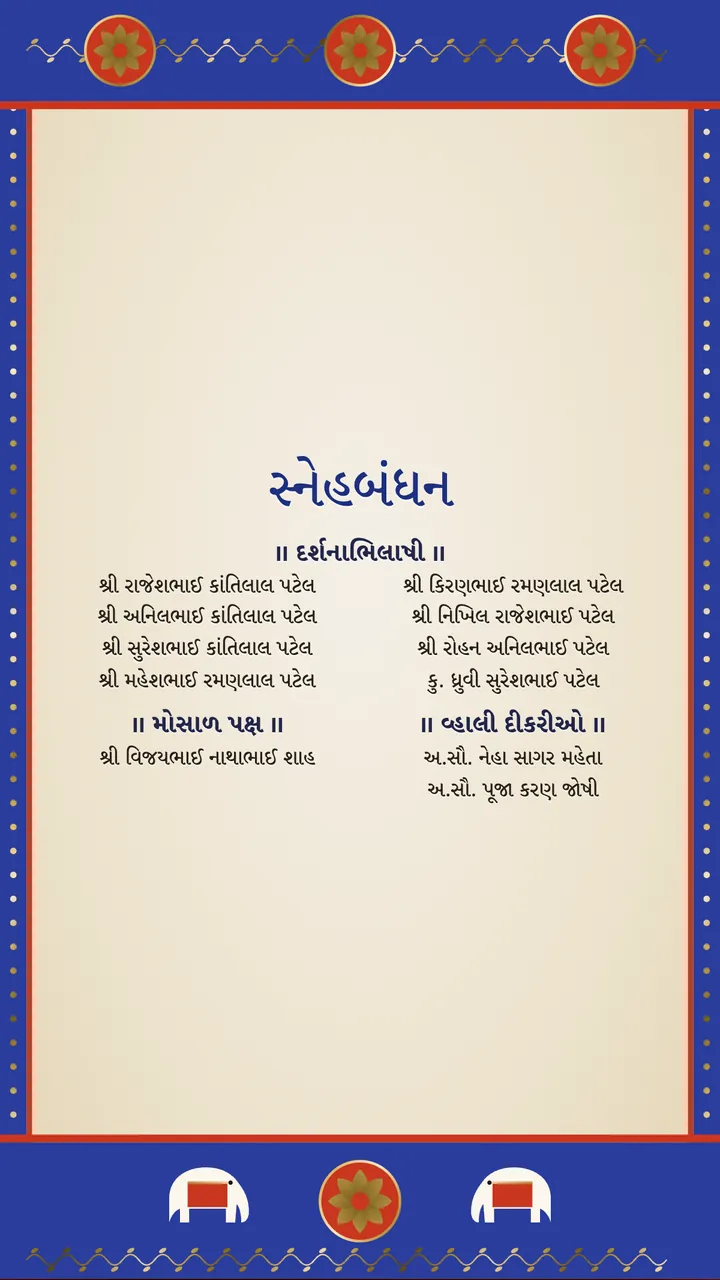 સ્નેહબંધન
॥ દર્શનાભિલાષી ॥
શ્રી રાજેશભાઈ કાંતિલાલ પટેલ
શ્રી અનિલભાઈ કાંતિલાલ પટેલ
શ્રી સુરેશભાઈ કાંતિલાલ પટેલ
શ્રી મહેશભાઈ રમણલાલ પટેલ
શ્રી કિરણભાઈ રમણલાલ પટેલ
શ્રી નિખિલ રાજેશભાઈ પટેલ
શ્રી રોહન અનિલભાઈ પટેલ
કુ. ધ્રુવી સુરેશભાઈ પટેલ
॥ મોસાળ પક્ષ ॥
શ્રી વિજયભાઈ નાથાભાઈ શાહ
॥ વ્હાલી દીકરીઓ ॥
અ.સૌ. નેહા સાગર મહેતા
અ.સૌ. પૂજા કરણ જોષી